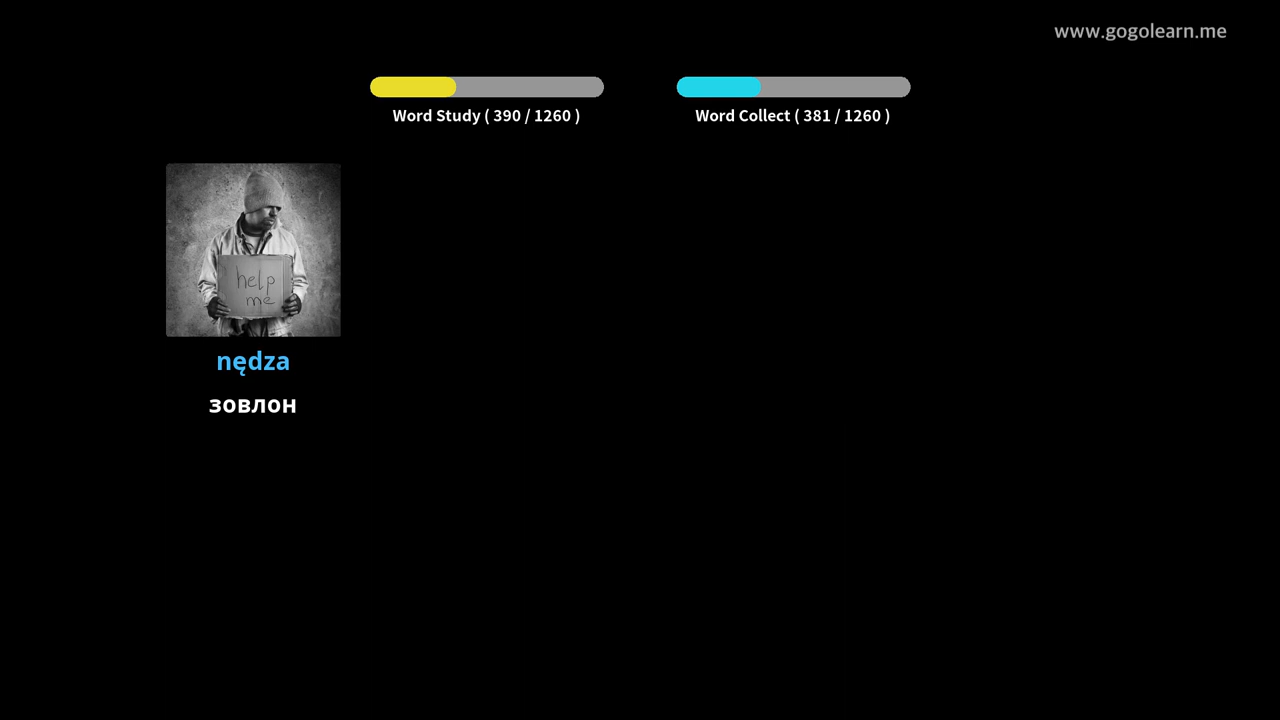 www.gogolearn.me
Word Study ( 390 / 1260 )
Word Collect ( 381 / 1260 )
help
me
nędza
зовлон